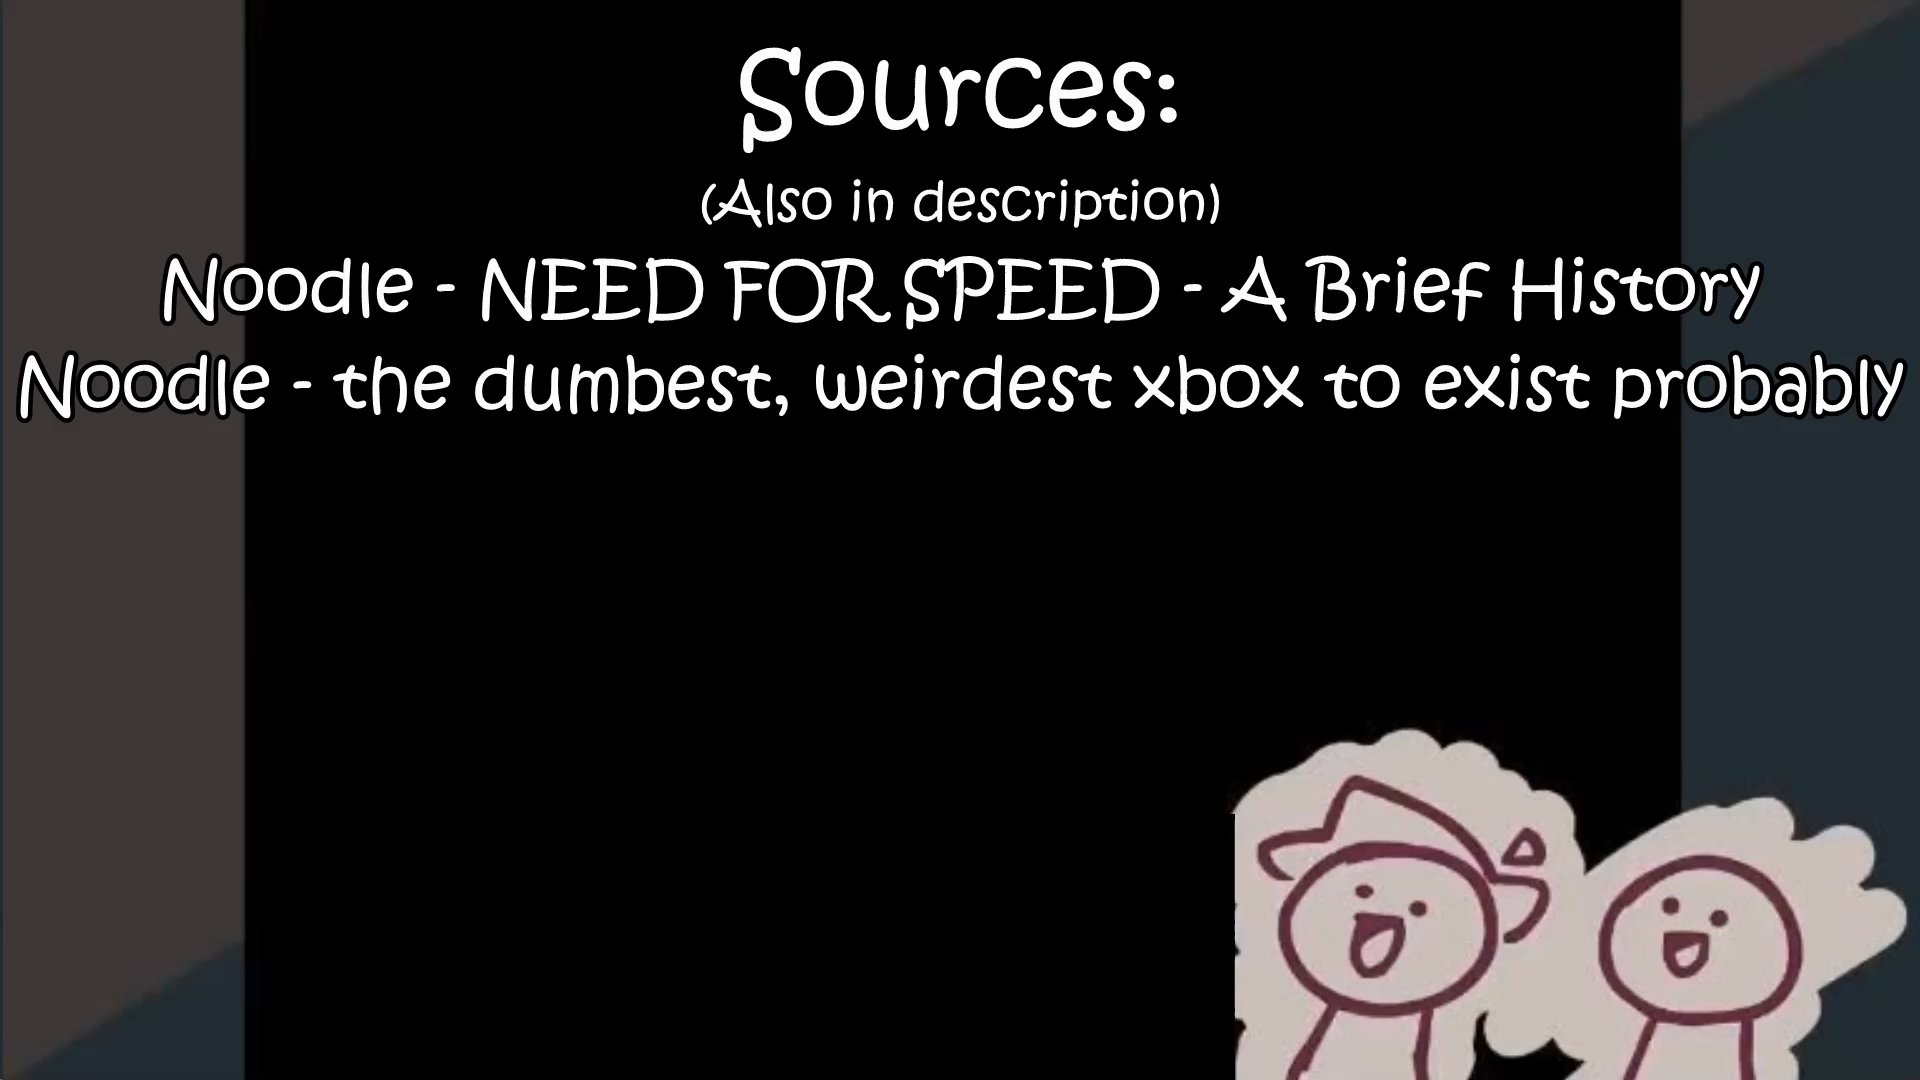 Sources:
(Also in description)
Noodle - NEED FOR SPEED - A Brief History
Noodle - the dumbest, weirdest xbox to exist probably